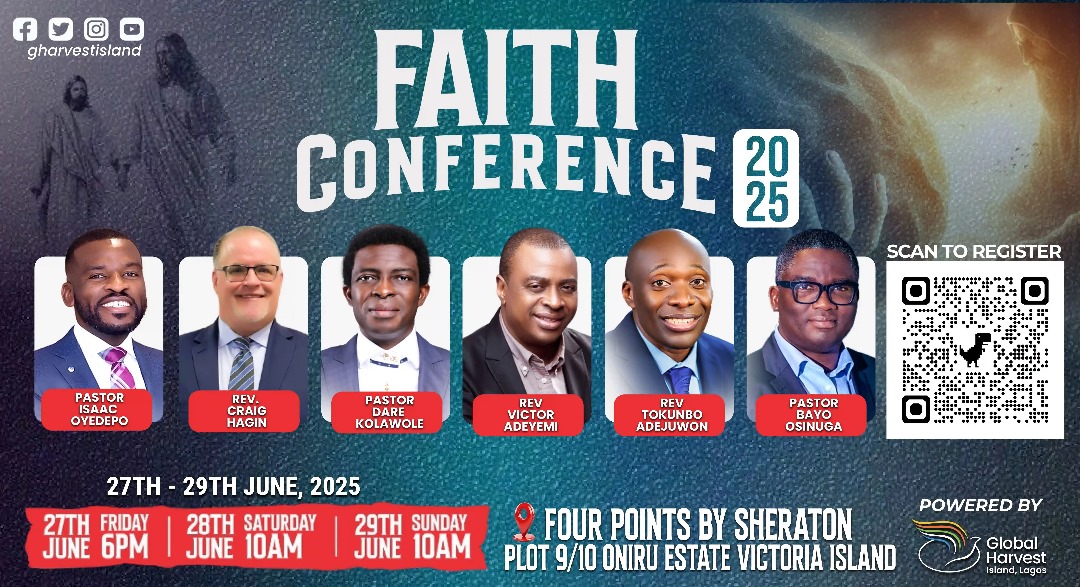 gharvestisland
FAITH
CONFERENCE
20
25
SCAN TO REGISTER
PASTOR
ISAAC
OYEDEPO
REV.
CRAIG
HAGIN
PASTOR
DARE
KOLAWOLE
REV
VICTOR
ADEYEMI
REV
TOKUNBO
ADEJUWON
PASTOR
BAYO
OSINUGA
27TH - 29TH JUNE, 2025
27TH FRIDAY
JUNE 6PM
28TH SATURDAY
JUNE 10AM
29TH SUNDAY
JUNE 10AM
FOUR POINTS BY SHERATON
PLOT 9/10 ONIRU ESTATE VICTORIA ISLAND
POWERED BY
Global
Harvest
Island, Lagos